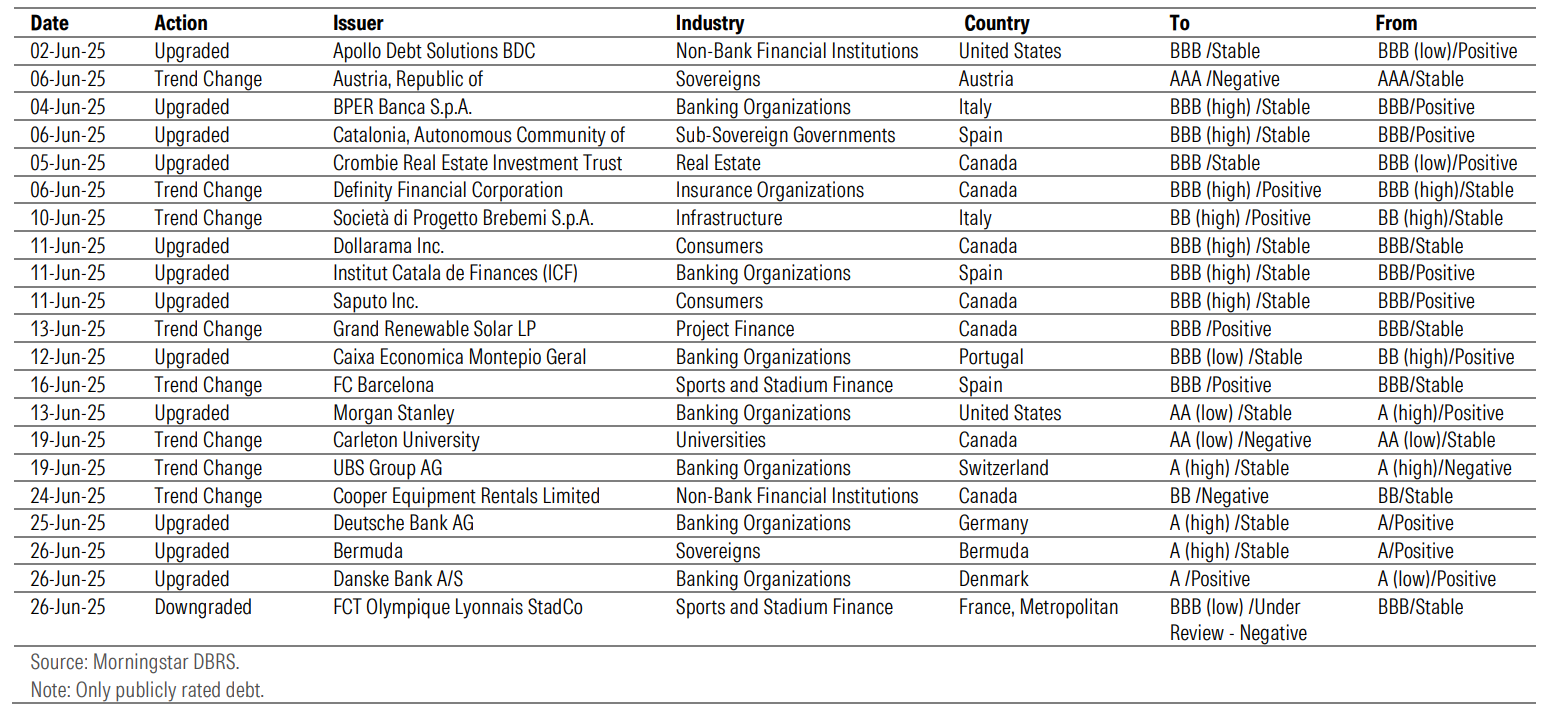 Date Action Issuer Industry Country To From
02-Jun-25 Upgraded Apollo Debt Solutions BDC Non-Bank Financial Institutions United States BBB /Stable BBB (low)/Positive
06-Jun-25 Trend Change Austria, Republic of Sovereigns Austria AAA /Negative AAA/Stable
04-Jun-25 Upgraded BPER Banca S.p.A. Banking Organizations Italy BBB (high) /Stable BBB/Positive
06-Jun-25 Upgraded Catalonia, Autonomous Community of Sub-Sovereign Governments Spain BBB (high) /Stable BBB/Positive
05-Jun-25 Upgraded Crombie Real Estate Investment Trust Real Estate Canada BBB /Stable BBB (low)/Positive
06-Jun-25 Trend Change Definity Financial Corporation Insurance Organizations Canada BBB (high) /Positive BBB (high)/Stable
10-Jun-25 Trend Change Società di Progetto Brebemi S.p.A. Infrastructure Italy BB (high) /Positive BB (high)/Stable
11-Jun-25 Upgraded Dollarama Inc. Consumers Canada BBB (high) /Stable BBB/Stable
11-Jun-25 Upgraded Institut Catala de Finances (ICF) Banking Organizations Spain BBB (high) /Stable BBB/Positive
11-Jun-25 Upgraded Saputo Inc. Consumers Canada BBB (high) /Stable BBB/Positive
13-Jun-25 Trend Change Grand Renewable Solar LP Project Finance Canada BBB /Positive BBB/Stable
12-Jun-25 Upgraded Caixa Economica Montepio Geral Banking Organizations Portugal BBB (low) /Stable BB (high)/Positive
16-Jun-25 Trend Change FC Barcelona Sports and Stadium Finance Spain BBB /Positive BBB/Stable
13-Jun-25 Upgraded Morgan Stanley Banking Organizations United States AA (low) /Stable A (high)/Positive
19-Jun-25 Trend Change Carleton University Universities Canada AA (low) /Negative AA (low)/Stable
19-Jun-25 Trend Change UBS Group AG Banking Organizations Switzerland A (high) /Stable A (high)/Negative
24-Jun-25 Trend Change Cooper Equipment Rentals Limited Non-Bank Financial Institutions Canada BB /Negative BB/Stable
25-Jun-25 Upgraded Deutsche Bank AG Banking Organizations Germany A (high) /Stable A/Positive
26-Jun-25 Upgraded Bermuda Sovereigns Bermuda A (high) /Stable A/Positive
26-Jun-25 Upgraded Danske Bank A/S Banking Organizations Denmark A /Positive A (low)/Positive
26-Jun-25 Downgraded FCT Olympique Lyonnais StadCo Sports and Stadium Finance France, Metropolitan BBB (low) /Under BBB/Stable
Review - Negative
Source: Morningstar DBRS.
Note: Only publicly rated debt.